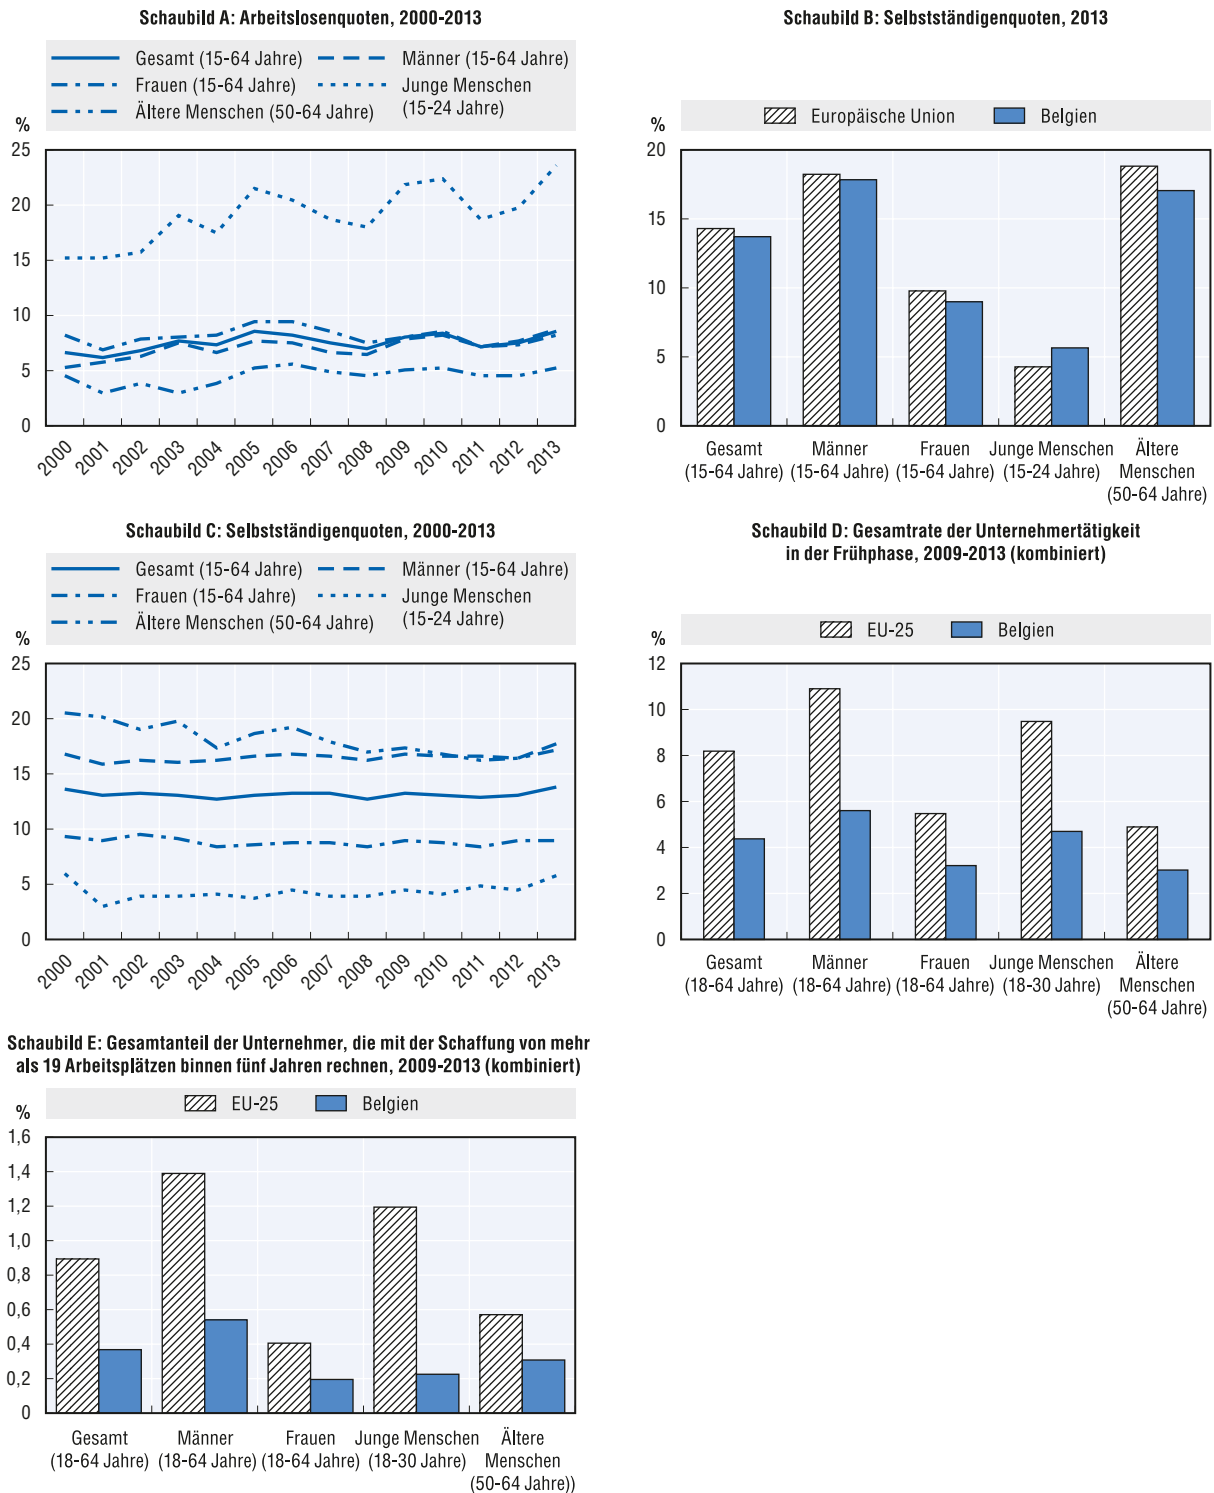 Schaubild A: Arbeitslosenquoten, 2000-2013
Gesamt (15-64 Jahre)
Männer (15-64 Jahre)
Frauen (15-64 Jahre)
Junge Menschen
(15-24 Jahre)
Ältere Menschen (50-64 Jahre)
%
25
20
15
10
5
0
2000
2001
2002
2003
2004
2005
2006
2007
2008
2009
2010
2011
2012
2013
Schaubild B: Selbstständigenquoten, 2013
Europäische Union
Belgien
%
20
15
10
5
0
Gesamt
(15-64 Jahre)
Männer
(15-64 Jahre)
Frauen
(15-64 Jahre)
Junge Menschen
(15-24 Jahre)
Ältere
Menschen
(50-64 Jahre)
Schaubild C: Selbstständigenquoten, 2000-2013
Gesamt (15-64 Jahre)
Männer (15-64 Jahre)
Frauen (15-64 Jahre)
Junge Menschen
(15-24 Jahre)
Ältere Menschen (50-64 Jahre)
%
25
20
15
10
5
0
2000
2001
2002
2003
2004
2005
2006
2007
2008
2009
2010
2011
2012
2013
Schaubild D: Gesamtrate der Unternehmertätigkeit
in der Frühphase, 2009-2013 (kombiniert)
EU-25
Belgien
%
12
10
8
6
4
2
0
Gesamt
(18-64 Jahre)
Männer
(18-64 Jahre)
Frauen
(18-64 Jahre)
Junge Menschen
(18-30 Jahre)
Ältere
Menschen
(50-64 Jahre)
Schaubild E: Gesamtanteil der Unternehmer, die mit der Schaffung von mehr
als 19 Arbeitsplätzen binnen fünf Jahren rechnen, 2009-2013 (kombiniert)
EU-25
Belgien
%
1,6
1,4
1,2
1,0
0,8
0,6
0,4
0,2
0
Gesamt
(18-64 Jahre)
Männer
(18-64 Jahre)
Frauen
(18-64 Jahre)
Junge Menschen
(18-30 Jahre)
Ältere
Menschen
(50-64 Jahre))